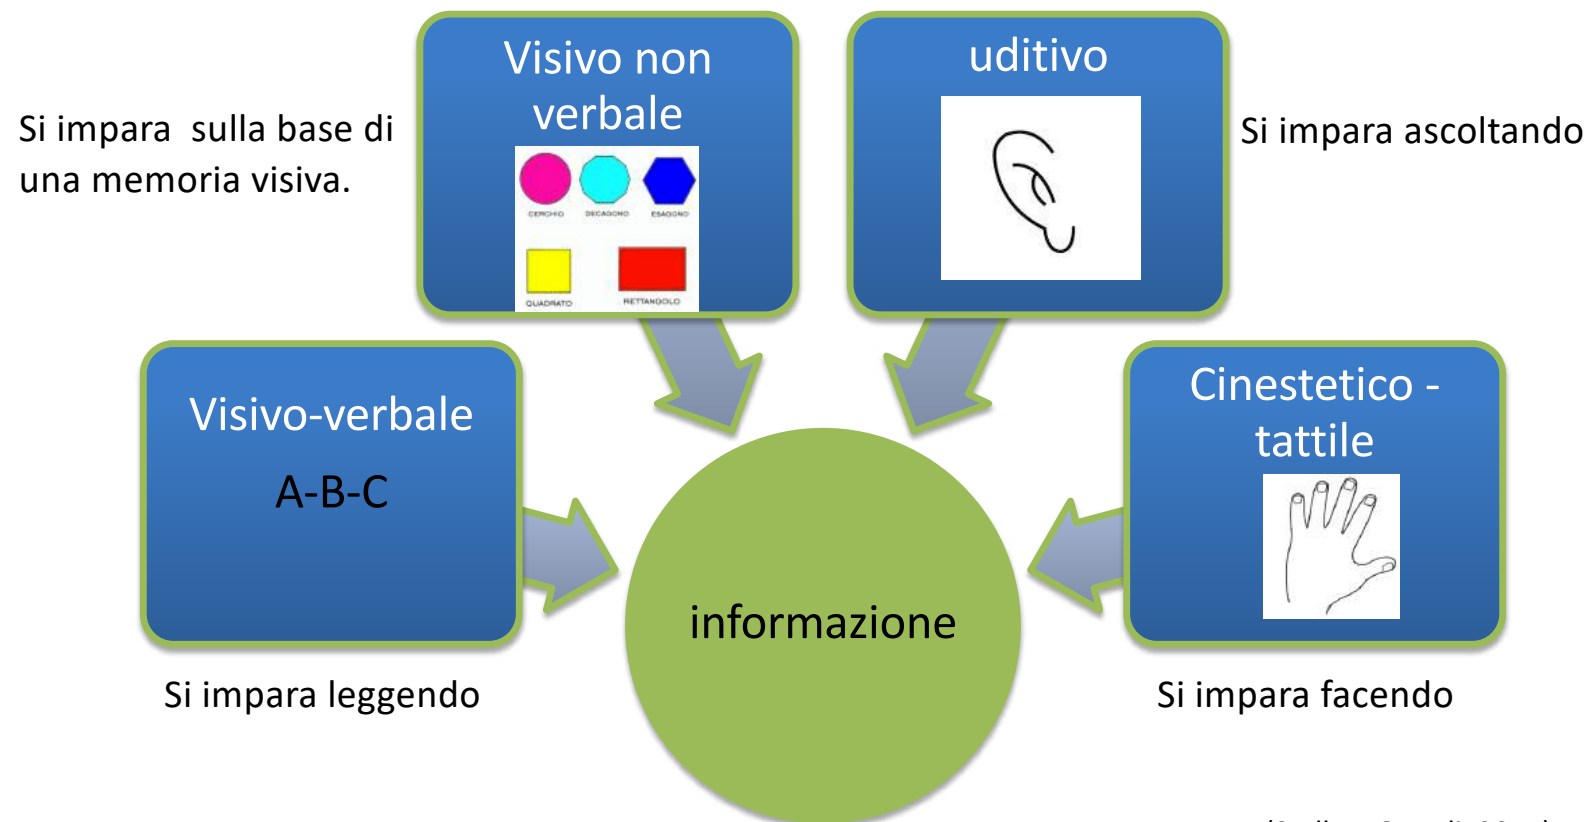 Visivo non
verbale
CERCHIO DECAGONO ESAGONO
QUADRATO RETTANGOLO
uditivo
Si impara  sulla base di
una memoria visiva.
Si impara ascoltando
Visivo-verbale
A-B-C
Cinestetico -
tattile
informazione
Si impara leggendo
Si impara facendo